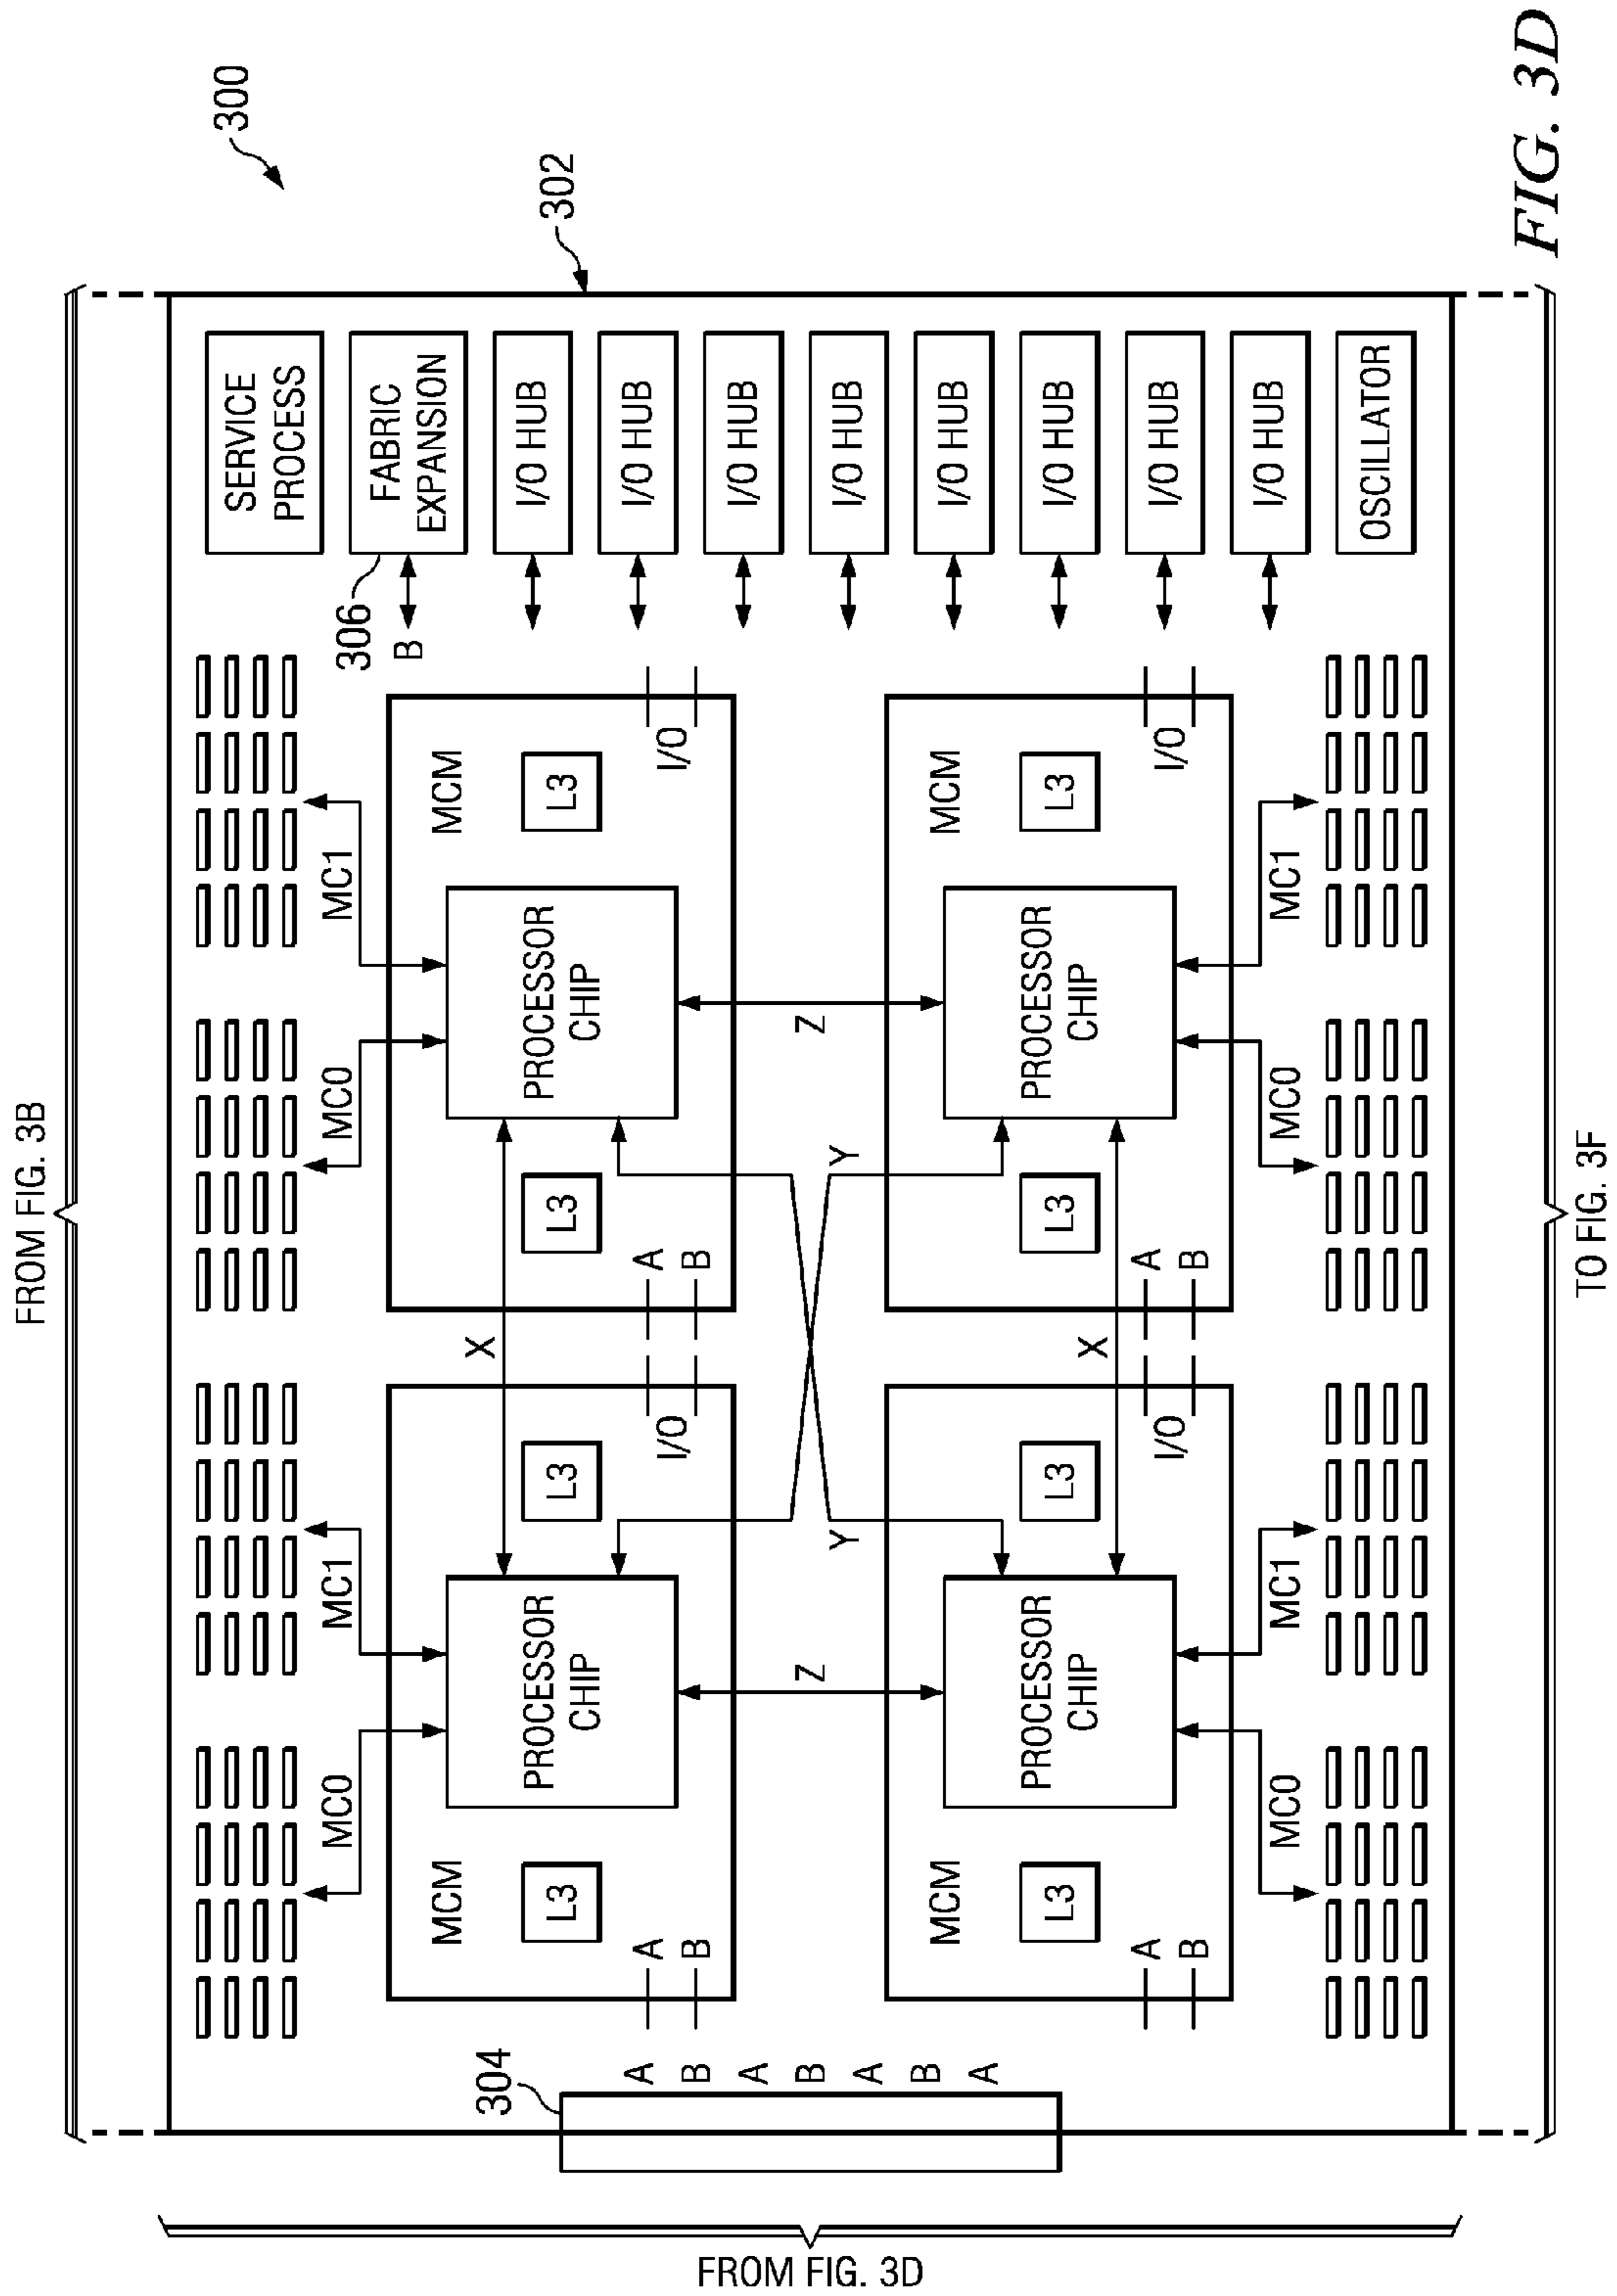 FROM FIG. 3B
300
302
SERVICE
PROCESS
306
B
FABRIC
EXPANSION
I/O HUB
I/O HUB
I/O HUB
I/O HUB
I/O HUB
I/O HUB
I/O HUB
I/O HUB
OSCILLATOR
MC0
MC1
MC0
MC1
MCM
L3
PROCESSOR
CHIP
L3
A
B
I/O
X
MCM
L3
PROCESSOR
CHIP
L3
A
B
I/O
Z
Y
Y
Z
MCM
L3
PROCESSOR
CHIP
L3
A
B
I/O
X
MCM
L3
PROCESSOR
CHIP
L3
A
B
I/O
MC0
MC1
MC0
MC1
304
A
B
A
B
A
B
A
FROM FIG. 3D
TO FIG. 3F
FIG. 3D